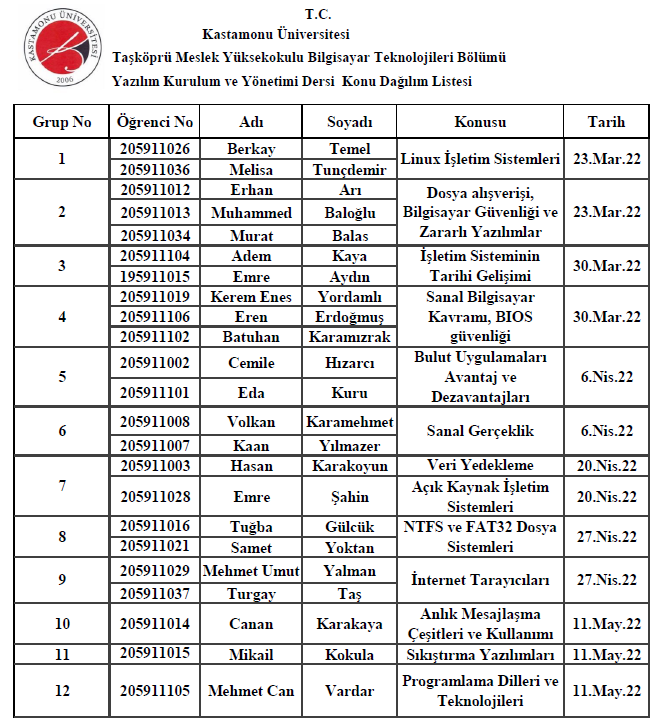 KASTAMONU ÜNİVERSİTESİ
2006
T.C.
Kastamonu Üniversitesi
Taşköprü Meslek Yüksekokulu Bilgisayar Teknolojileri Bölümü
Yazılım Kurulum ve Yönetimi Dersi Konu Dağılım Listesi
Grup No Öğrenci No Adı Soyadı Konusu Tarih
1 205911026 Berkay Temel Linux İşletim Sistemleri 23.Mar.22
205911036 Melisa Tunçdemir
2 205911012 Erhan Arı Dosya alışverişi, 23.Mar.22
205911013 Muhammed Baloğlu Bilgisayar Güvenliği ve
205911034 Murat Balas Zararlı Yazılımlar
3 205911104 Adem Kaya İşletim Sisteminin 30.Mar.22
195911015 Emre Aydın Tarihi Gelişimi
4 205911019 Kerem Enes Yordamlı Sanal Bilgisayar 30.Mar.22
205911106 Eren Erdoğmuş Kavramı, BIOS
205911102 Batuhan Karamızrak güvenliği
5 205911002 Cemile Hızarcı Bulut Uygulamaları 6.Nis.22
Avantaj ve
205911101 Eda Kuru Dezavantajları
6 205911008 Volkan Karamehmet Sanal Gerçeklik 6.Nis.22
205911007 Kaan Yılmazer
7 205911003 Hasan Karakoyun Veri Yedekleme 20.Nis.22
205911028 Emre Şahin Açık Kaynak İşletim 20.Nis.22
Sistemleri
8 205911016 Tuğba Gülcük NTFS ve FAT32 Dosya 27.Nis.22
205911021 Samet Yoktan Sistemleri
9 205911029 Mehmet Umut Yalman İnternet Tarayıcıları 27.Nis.22
205911037 Turgay Taş
10 205911014 Canan Karakaya Anlık Mesajlaşma 11.May.22
Çeşitleri ve Kullanımı
11 205911015 Mikail Kokula Sıkıştırma Yazılımları 11.May.22
12 205911105 Mehmet Can Vardar Programlama Dilleri ve 11.May.22
Teknolojileri